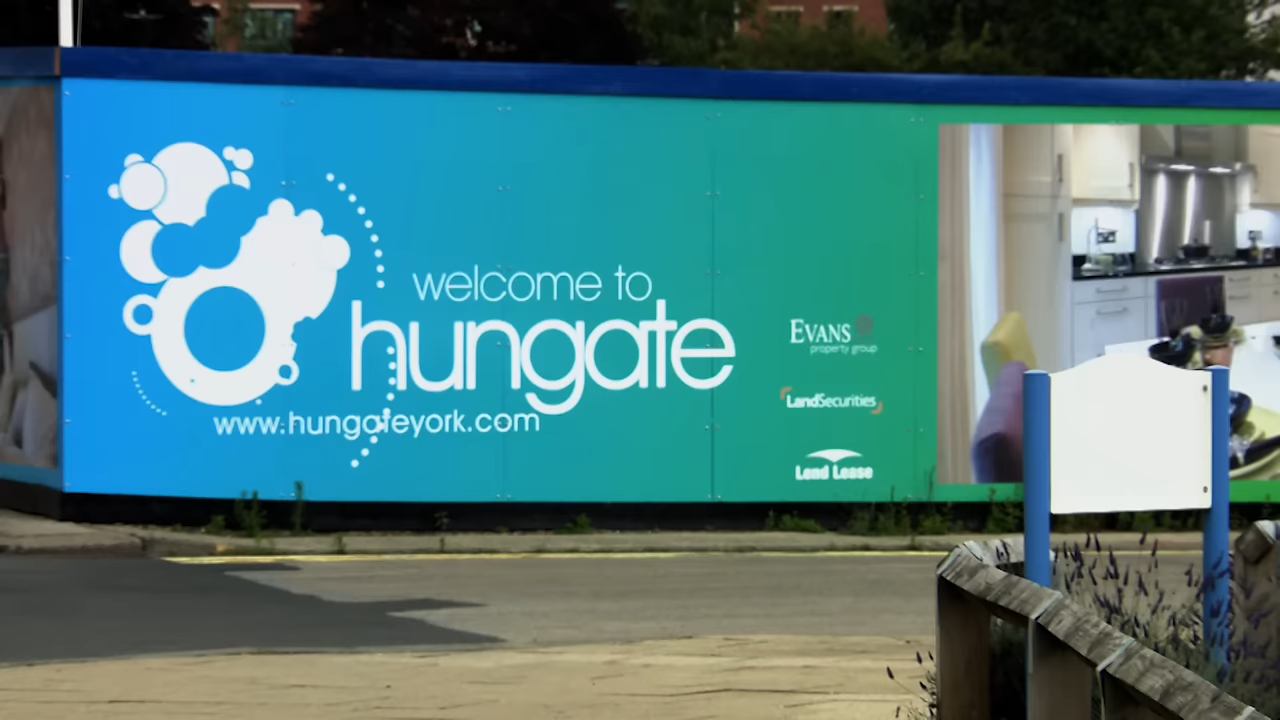 welcome to
hungate
www.hungateyork.com
EVANS
property group
LandSecurities
Lend Lease